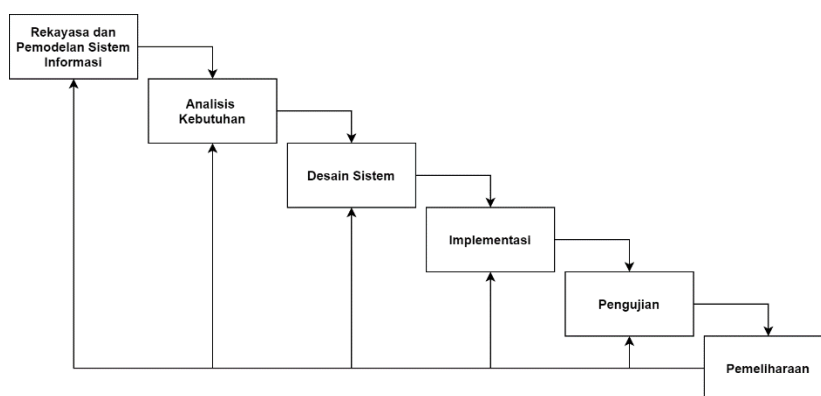 Rekayasa dan
Pemodelan Sistem
Informasi
Analisis
Kebutuhan
Desain Sistem
Implementasi
Pengujian
Pemeliharaan